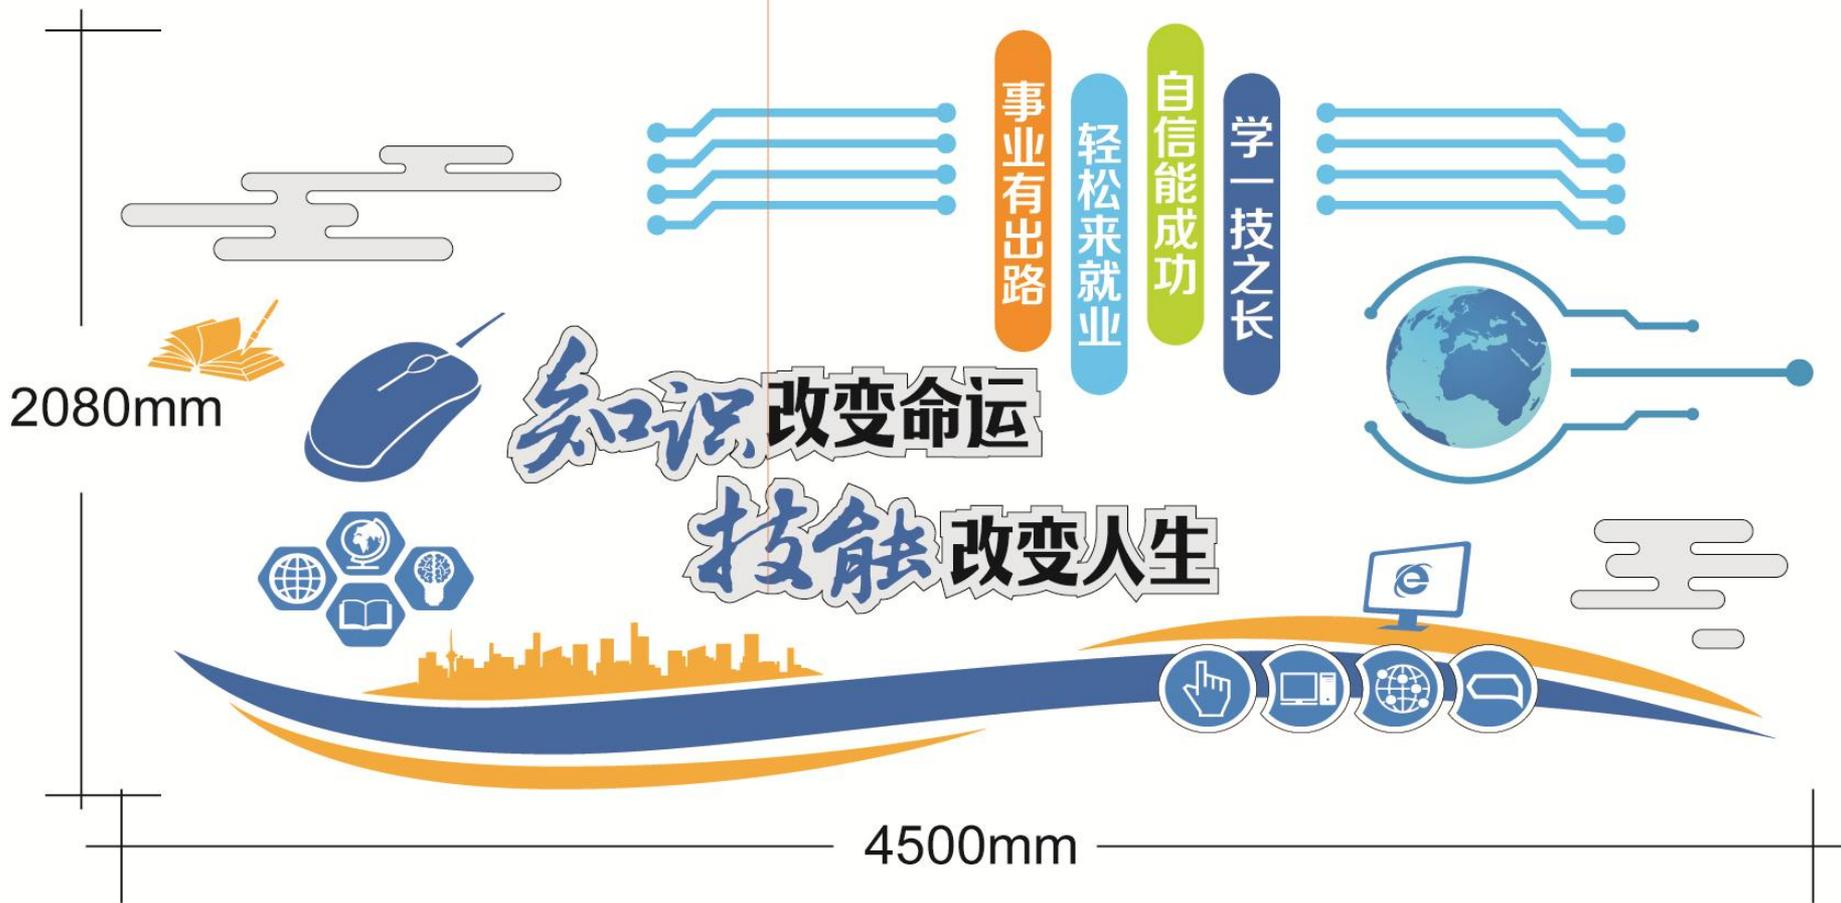 事业有出路
轻松来就业
自信能成功
学一技之长
2080mm
知识改变命运
技能改变人生
e
4500mm